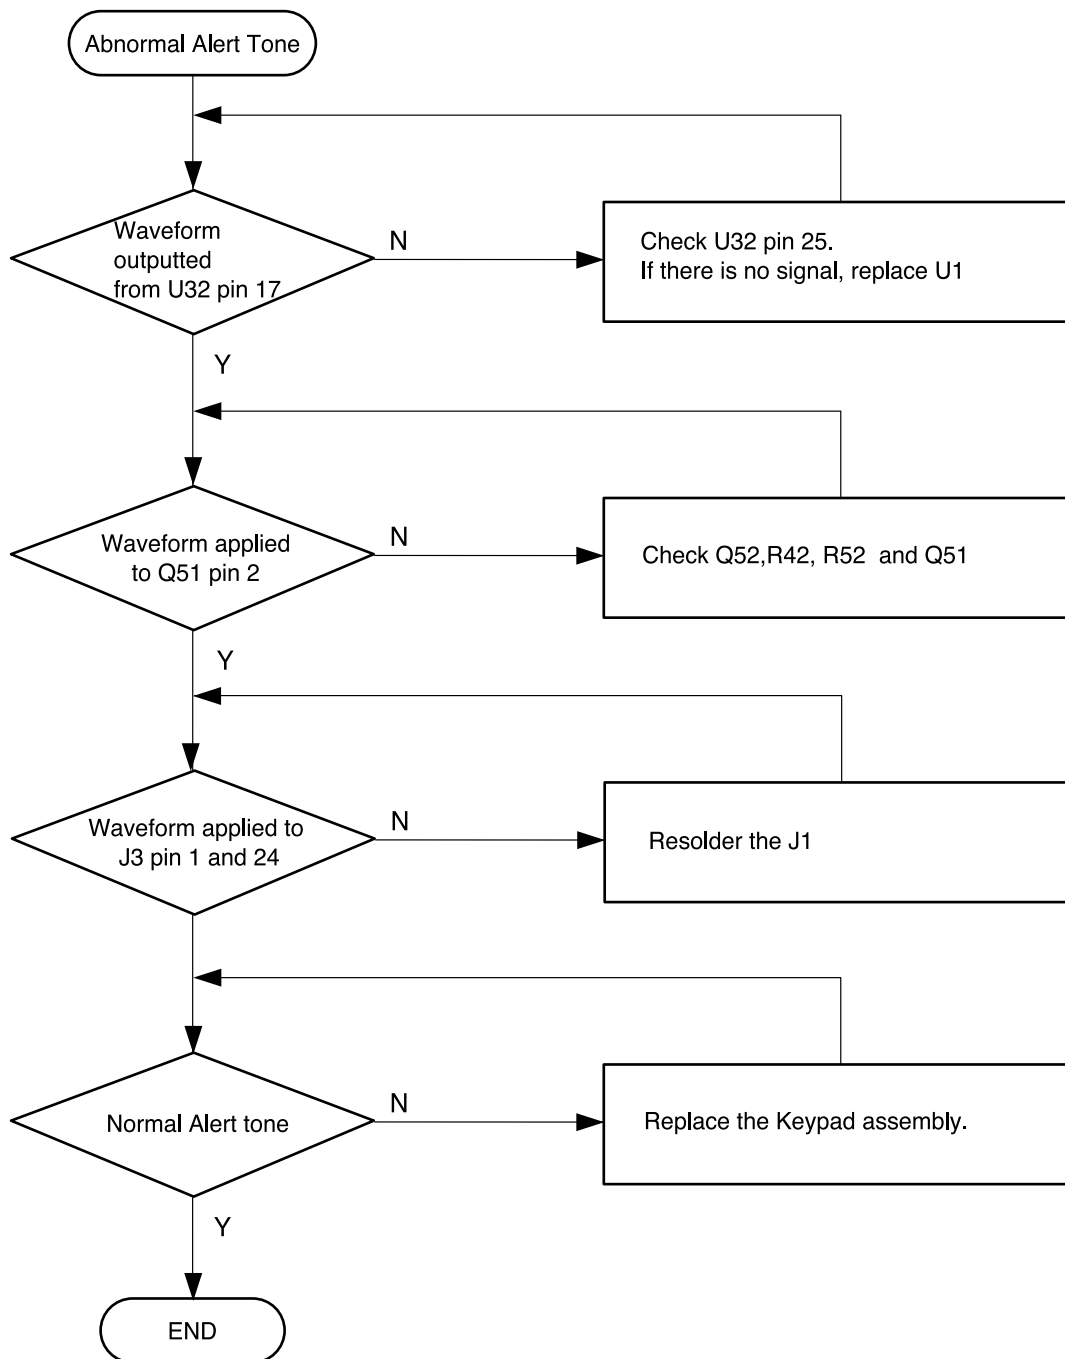 Abnormal Alert Tone
Waveform
outputted
from U32 pin 17
N
Check U32 pin 25.
If there is no signal, replace U1
Y
Waveform applied
to Q51 pin 2
N
Check Q52,R42, R52 and Q51
Y
Waveform applied to
J3 pin 1 and 24
N
Resolder the J1
Normal Alert tone
N
Replace the Keypad assembly.
Y
END